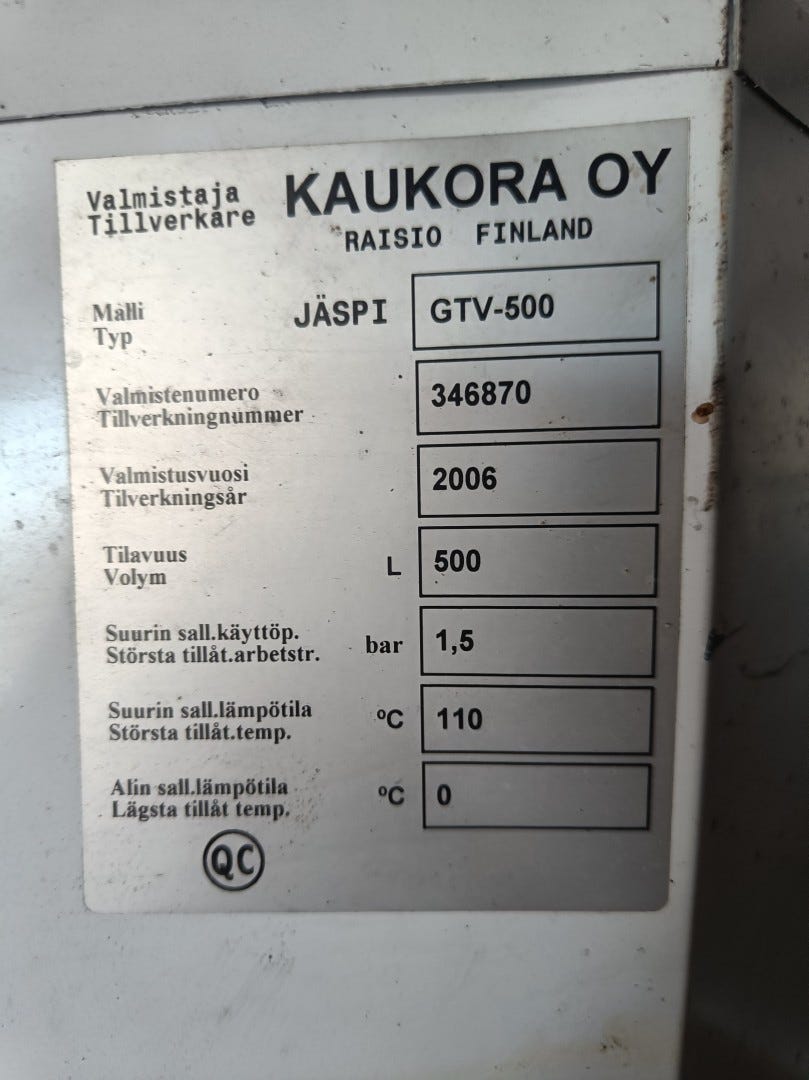 Valmistaja KAUKORA OY
Tillverkare RAISIO FINLAND
Malli JÄSPI GTV-500
Typ
Valmistenumero 346870
Tillverkningnummer
Valmistusvuosi 2006
Tilverkningsår
Tilavuus L 500
Volym
Suurin sall.käyttöp. bar 1,5
Största tillåt.arbetstr.
Suurin sall.lämpötila ºC 110
Största tillåt.temp.
Alin sall.lämpötila ºC 0
Lägsta tillåt temp.
QC